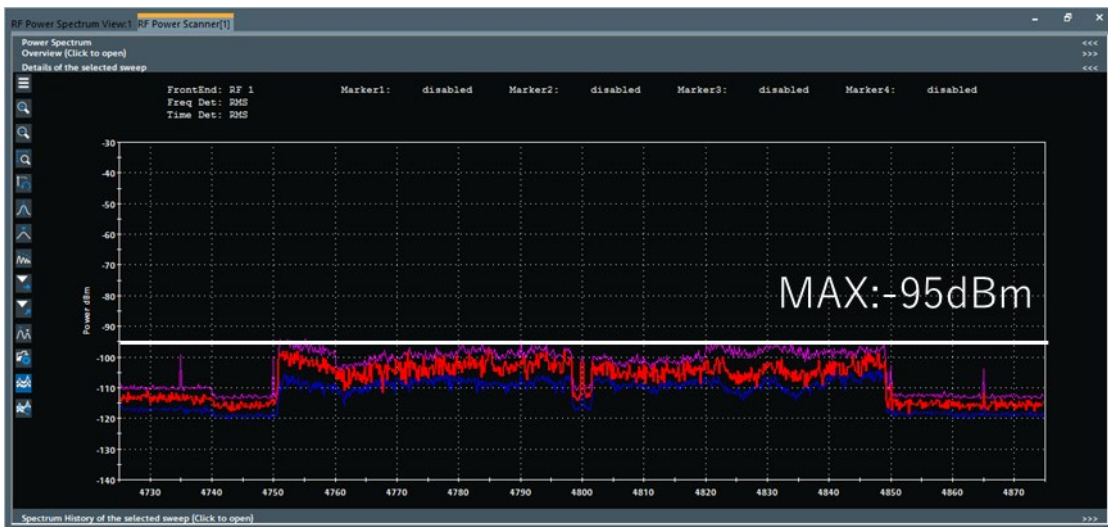 RF Power Spectrum View:1 RF Power Scanner[1]
Power Spectrum <<<
Overview (Click to open) >>>
Details of the selected sweep <<<
FrontEnd: RF 1 Marker1: disabled Marker2: disabled Marker3: disabled Marker4: disabled
Freq Det: RMS
Time Det: RMS
-30
-40
-50
-60
-70
-80
-90
-100
-110
-120
-130
-140
Power dBm
MAX:-95dBm
4730 4740 4750 4760 4770 4780 4790 4800 4810 4820 4830 4840 4850 4860 4870
Spectrum History of the selected sweep (Click to open) >>>